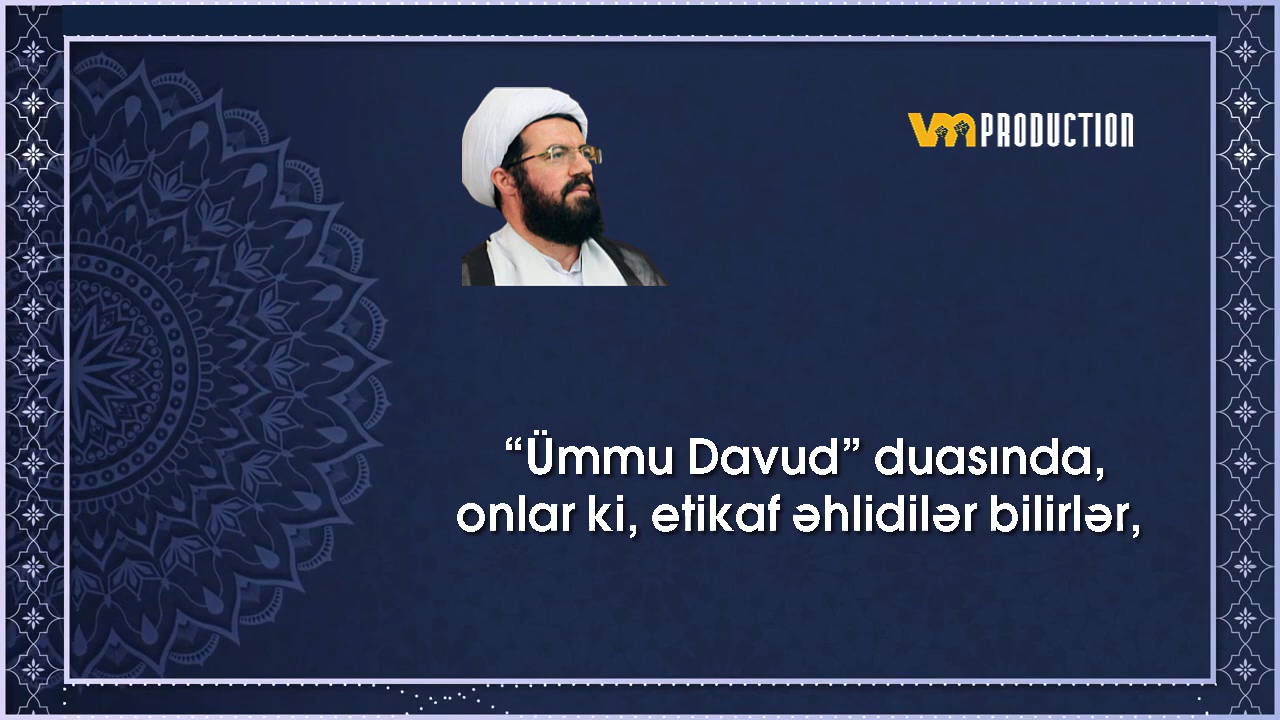 VM PRODUCTION
“Ümmu Davud” duasında,
onlar ki, etikaf əhlidilər bilirlər,